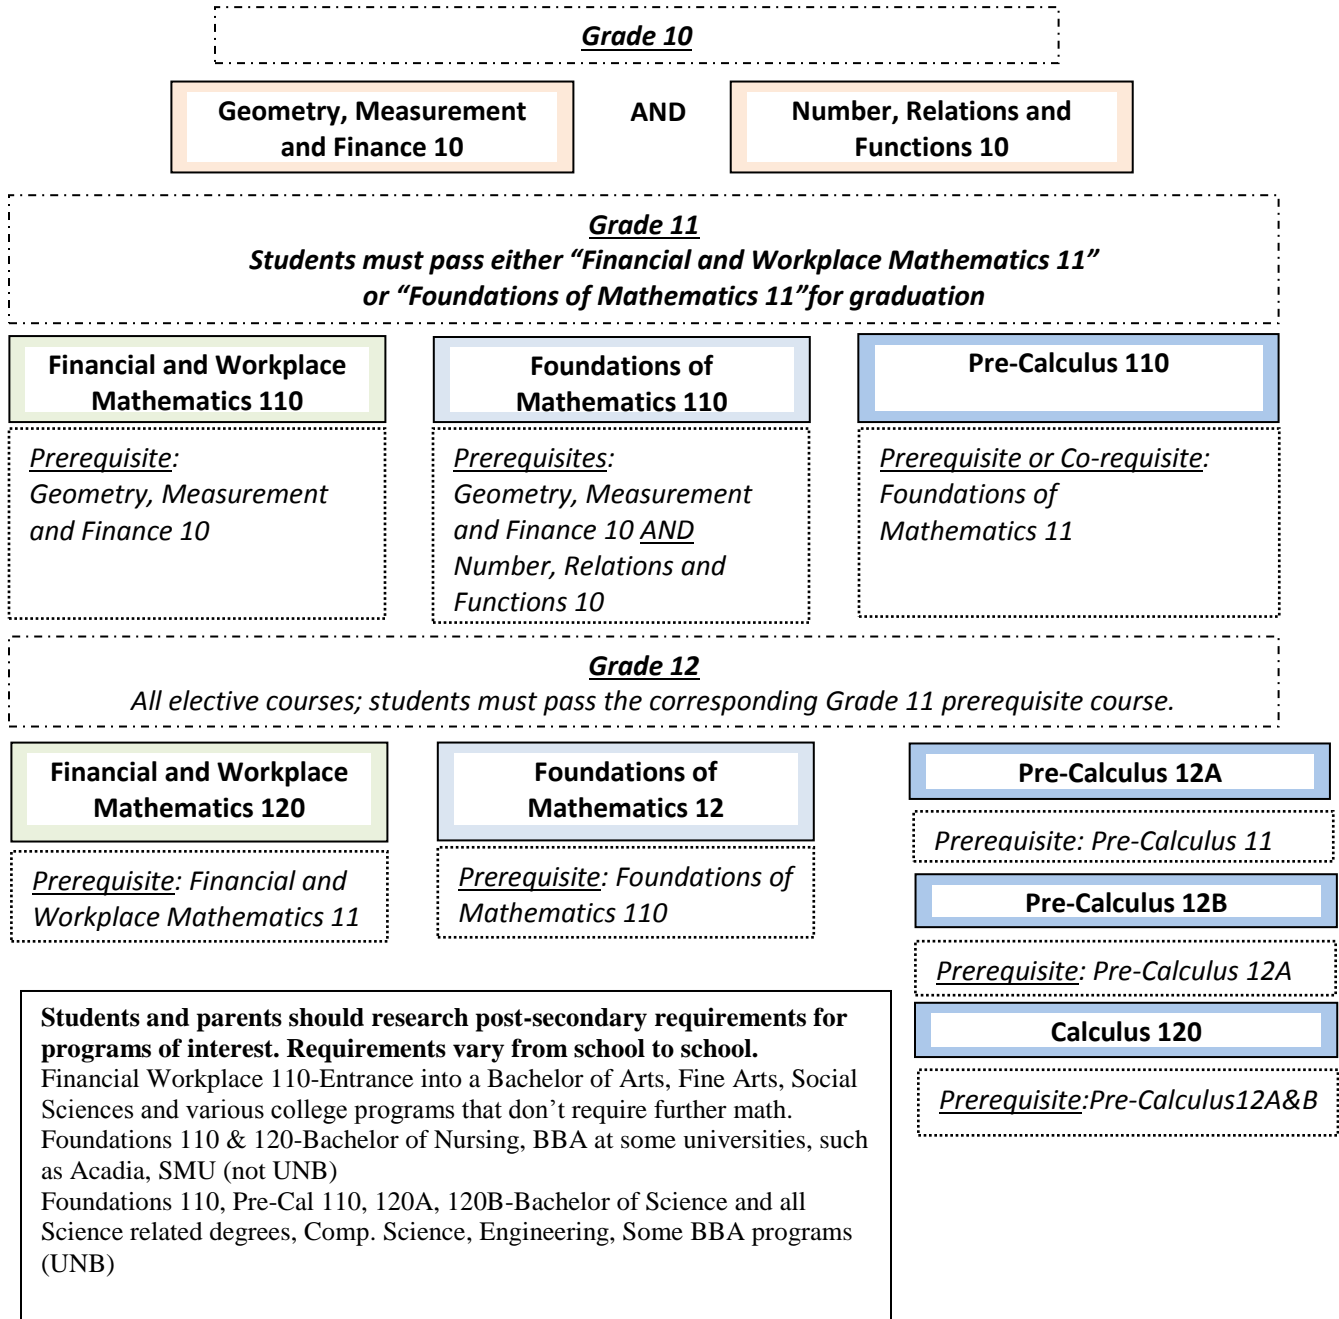 Grade 10
Geometry, Measurement
and Finance 10
AND
Number, Relations and
Functions 10
Grade 11
Students must pass either “Financial and Workplace Mathematics 11”
or “Foundations of Mathematics 11”for graduation
Financial and Workplace
Mathematics 110
Foundations of
Mathematics 110
Pre-Calculus 110
Prerequisite:
Geometry, Measurement
and Finance 10
Prerequisites:
Geometry, Measurement
and Finance 10 AND
Number, Relations and
Functions 10
Prerequisite or Co-requisite:
Foundations of
Mathematics 11
Grade 12
All elective courses; students must pass the corresponding Grade 11 prerequisite course.
Financial and Workplace
Mathematics 120
Prerequisite: Financial and
Workplace Mathematics 11
Foundations of
Mathematics 12
Prerequisite: Foundations of
Mathematics 110
Pre-Calculus 12A
Prerequisite: Pre-Calculus 11
Pre-Calculus 12B
Prerequisite: Pre-Calculus 12A
Calculus 120
Prerequisite:Pre-Calculus12A&B
Students and parents should research post-secondary requirements for
programs of interest. Requirements vary from school to school.
Financial Workplace 110-Entrance into a Bachelor of Arts, Fine Arts, Social
Sciences and various college programs that don’t require further math.
Foundations 110 & 120-Bachelor of Nursing, BBA at some universities, such
as Acadia, SMU (not UNB)
Foundations 110, Pre-Cal 110, 120A, 120B-Bachelor of Science and all
Science related degrees, Comp. Science, Engineering, Some BBA programs
(UNB)